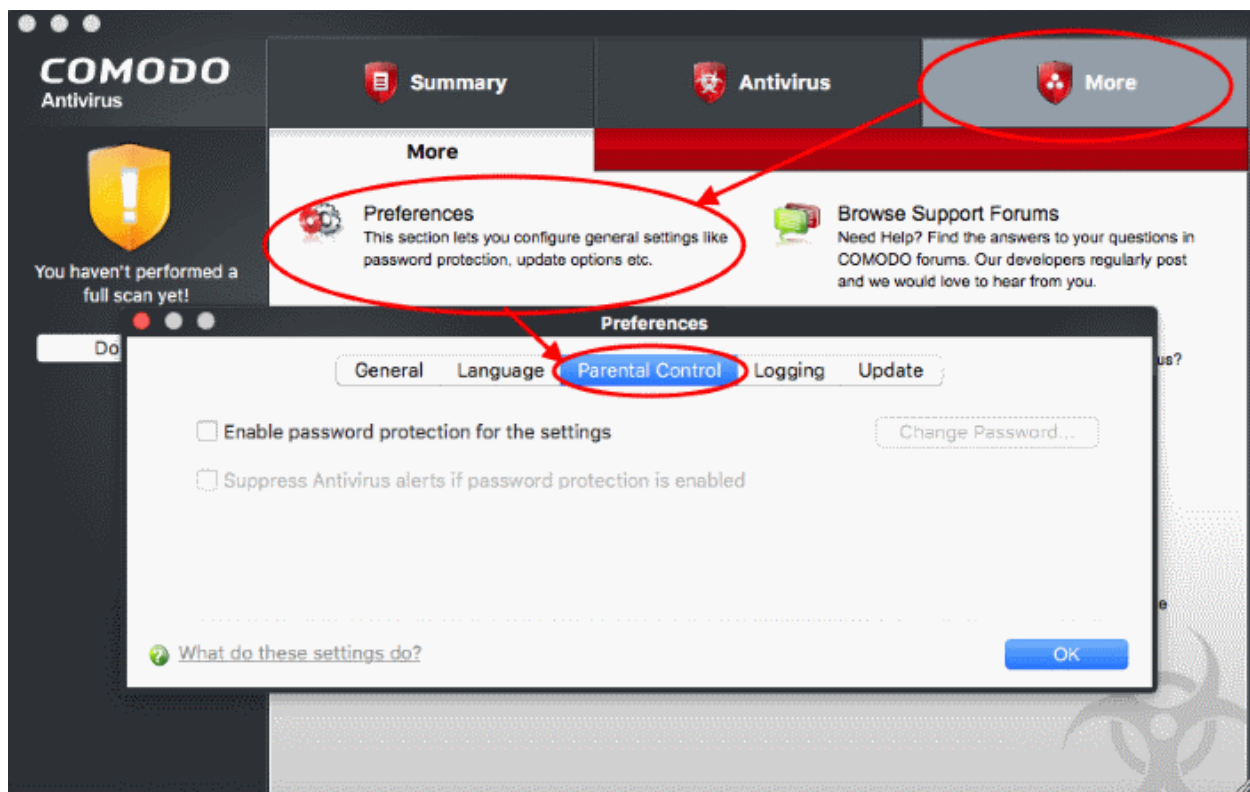 COMODO
Antivirus
Summary
Antivirus
More
More
You haven't performed a
full scan yet!
Do
Preferences
This section lets you configure general settings like
password protection, update options etc.
Browse Support Forums
Need Help? Find the answers to your questions in
COMODO forums. Our developers regularly post
and we would love to hear from you.
us?
e
Preferences
General
Language
Parental Control
Logging
Update
Enable password protection for the settings
Change Password...
Suppress Antivirus alerts if password protection is enabled
What do these settings do?
OK